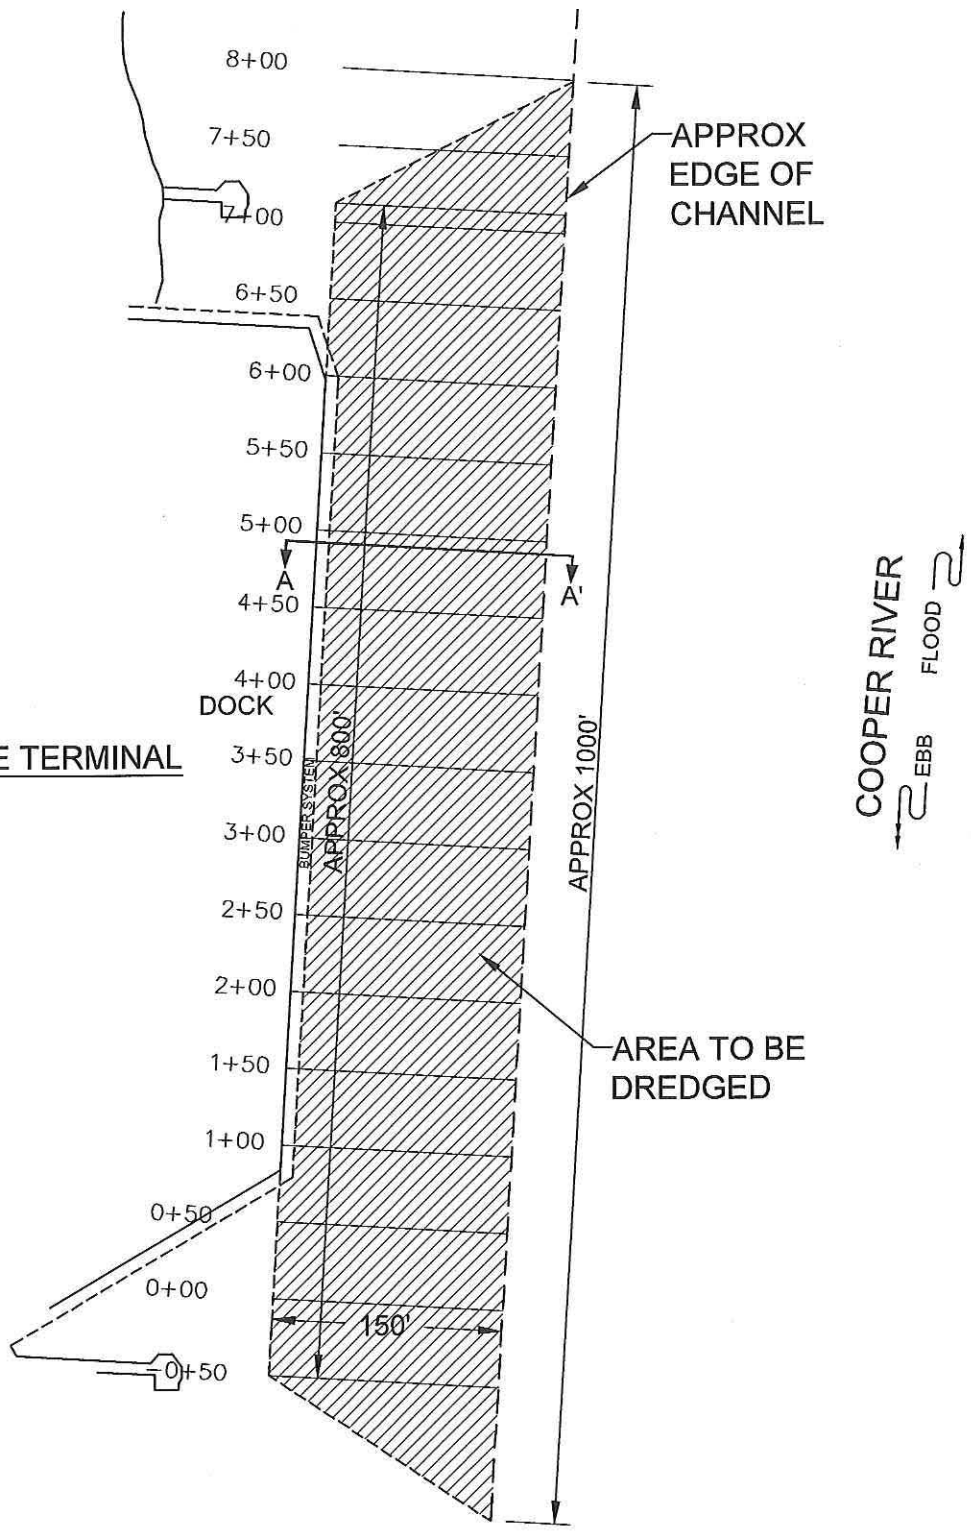 8+00
APPROX
EDGE OF
CHANNEL
7+50
7+00
6+50
6+00
5+50
5+00
A
A'
4+50
4+00
DOCK
E TERMINAL
3+50
BUMPER SYSTEM
APPROX 800'
APPROX 1000'
COOPER RIVER
EBB
FLOOD
3+00
2+50
2+00
AREA TO BE
DREDGED
1+50
1+00
0+50
0+00
150'
-0+50